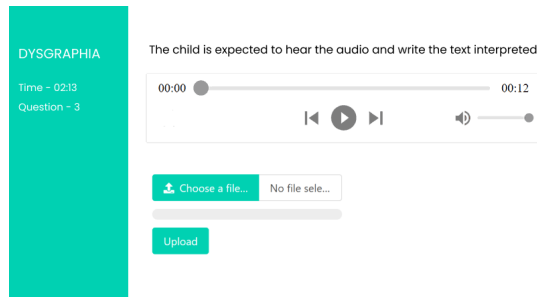 DYSGRAPHIA
Time - 02:13
Question - 3
The child is expected to hear the audio and write the text interpreted
00:00
00:12
Choose a file...
No file sele...
Upload